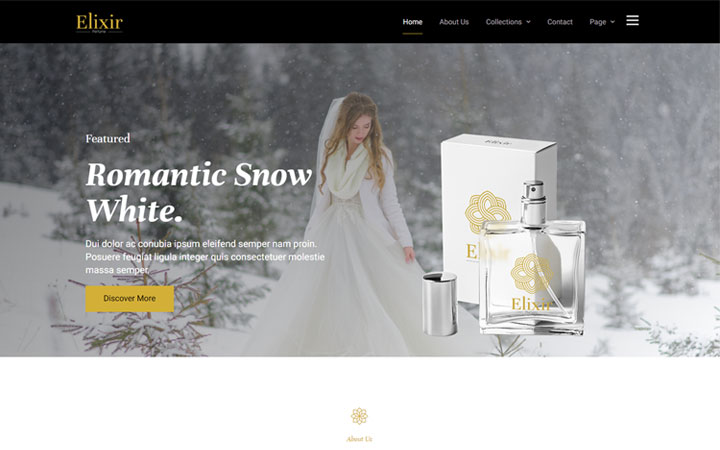 Elixir
Perfume
Home
About Us
Collections
Contact
Page
Featured
Romantic Snow
White.
Dui dolor ac conubia ipsum eleifend semper nam proin.
Posuere feugiat ligula integer quis consectetuer molestie
massa semper.
Discover More
Elixir
Elixir
Elixir
About Us